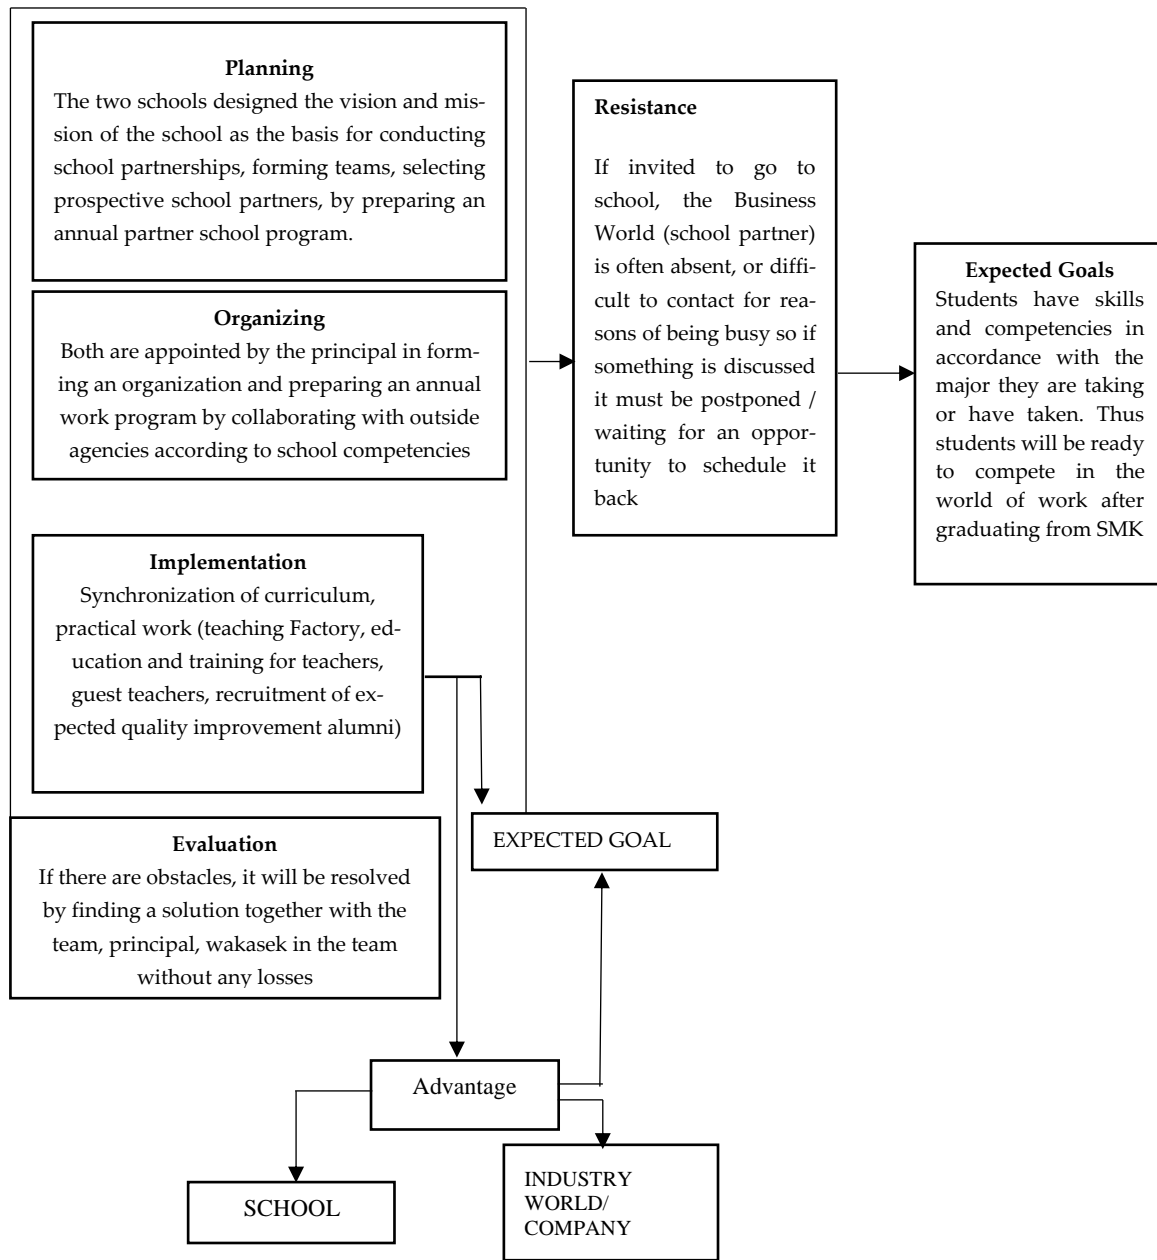 Planning
The two schools designed the vision and mis-
sion of the school as the basis for conducting
school partnerships, forming teams, selecting
prospective school partners, by preparing an
annual partner school program.
Organizing
Both are appointed by the principal in form-
ing an organization and preparing an annual
work program by collaborating with outside
agencies according to school competencies
Implementation
Synchronization of curriculum,
practical work (teaching Factory, ed-
ucation and training for teachers,
guest teachers, recruitment of ex-
pected quality improvement alumni)
Evaluation
If there are obstacles, it will be resolved
by finding a solution together with the
team, principal, wakasek in the team
without any losses
Resistance
If invited to go to
school, the Business
World (school partner)
is often absent, or diffi-
cult to contact for rea-
sons of being busy so if
something is discussed
it must be postponed /
waiting for an oppor-
tunity to schedule it
back
Expected Goals
Students have skills
and competencies in
accordance with the
major they are taking
or have taken. Thus
students will be ready
to compete in the
world of work after
graduating from SMK
EXPECTED GOAL
Advantage
SCHOOL
INDUSTRY
WORLD/
COMPANY